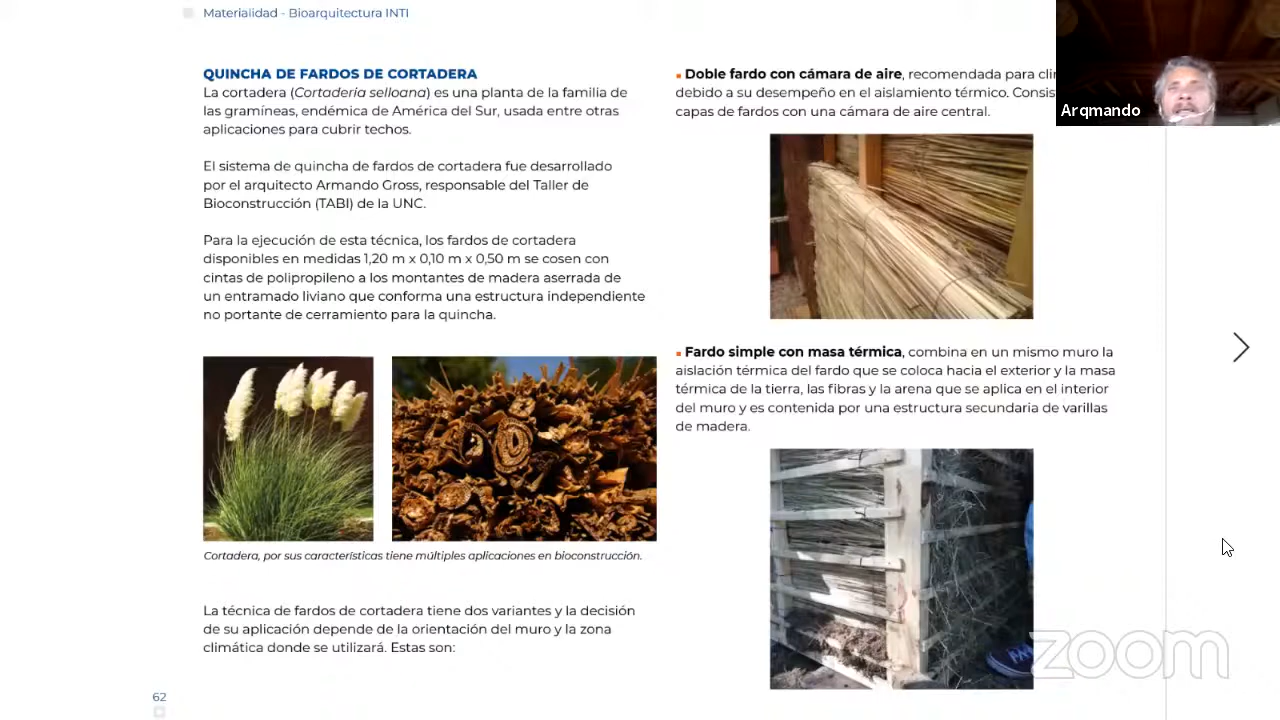 Materialidad - Bioarquitectura INTI
QUINCHA DE FARDOS DE CORTADERA
La cortadera (Cortaderia selloana) es una planta de la familia de
las gramíneas, endémica de América del Sur, usada entre otras
aplicaciones para cubrir techos.
El sistema de quincha de fardos de cortadera fue desarrollado
por el arquitecto Armando Gross, responsable del Taller de
Bioconstrucción (TABI) de la UNC.
Para la ejecución de esta técnica, los fardos de cortadera
disponibles en medidas 1,20 m x 0,10 m x 0,50 m se cosen con
cintas de polipropileno a los montantes de madera aserrada de
un entramado liviano que conforma una estructura independiente
no portante de cerramiento para la quincha.
Cortadera, por sus características tiene múltiples aplicaciones en bioconstrucción.
La técnica de fardos de cortadera tiene dos variantes y la decisión
de su aplicación depende de la orientación del muro y la zona
climática donde se utilizará. Estas son:
62
Doble fardo con cámara de aire, recomendada para
debido a su desempeño en el aislamiento térmico.
capas de fardos con una cámara de aire central.
Fardo simple con masa térmica, combina en un mismo muro la
aislación térmica del fardo que se coloca hacia el exterior y la masa
térmica de la tierra, las fibras y la arena que se aplica en el interior
del muro y es contenida por una estructura secundaria de varillas
de madera.
Arqmando
zoom